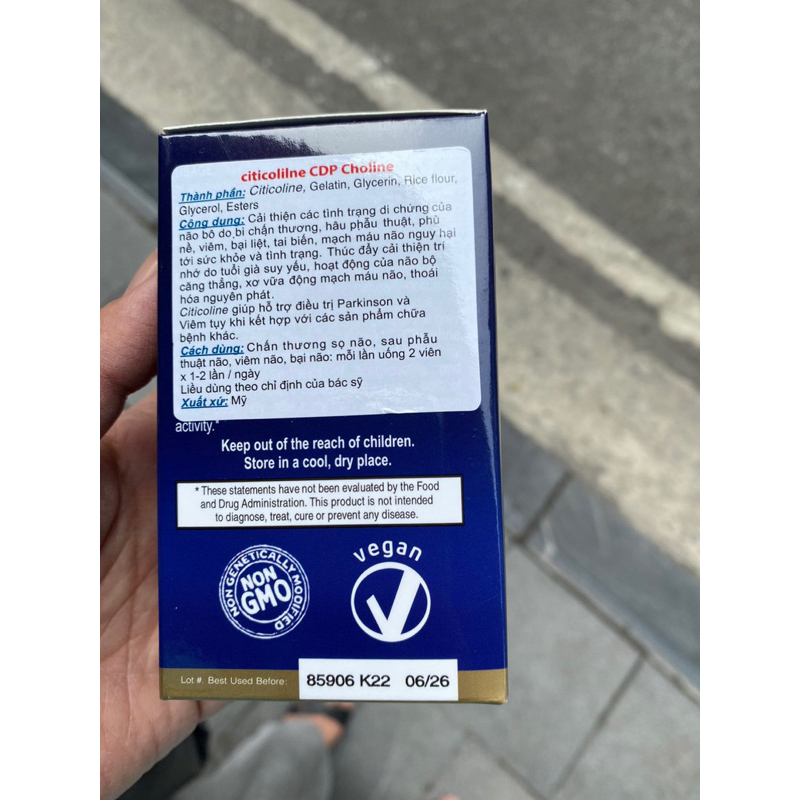 citicolilne CDP Choline
Thành phần: Citicoline, Gelatin, Glycerin, Rice flour,
Glycerol, Esters
Công dung: Cải thiện các tình trạng di chứng của
não bô do bi chấn thương, hâu phẫu thuật, phù
nề, viêm, bại liệt, tai biến, mạch máu não nguy hại
tới sức khỏe và tình trạng. Thúc đẩy cải thiện trí
nhớ do tuổi già suy yếu, hoạt động của não bộ
căng thẳng, xơ vữa động mạch máu não, thoái
hóa nguyên phát.
Citicoline giúp hỗ trợ điều trị Parkinson và
Viêm tụy khi kết hợp với các sản phẩm chữa
bệnh khác.
Cách dùng: Chấn thương sọ não, sau phẫu
thuật não, viêm não, bại não: mỗi lần uống 2 viên
x 1-2 lần / ngày
Liều dùng theo chỉ định của bác sỹ
Xuất xứ: Mỹ
activity.*
Keep out of the reach of children.
Store in a cool, dry place.
* These statements have not been evaluated by the Food
and Drug Administration. This product is not intended
to diagnose, treat, cure or prevent any disease.
NON GENETICALLY MODIFIED
NON
GMO
vegan
Lot #. Best Used Before: 85906 K22 06/26